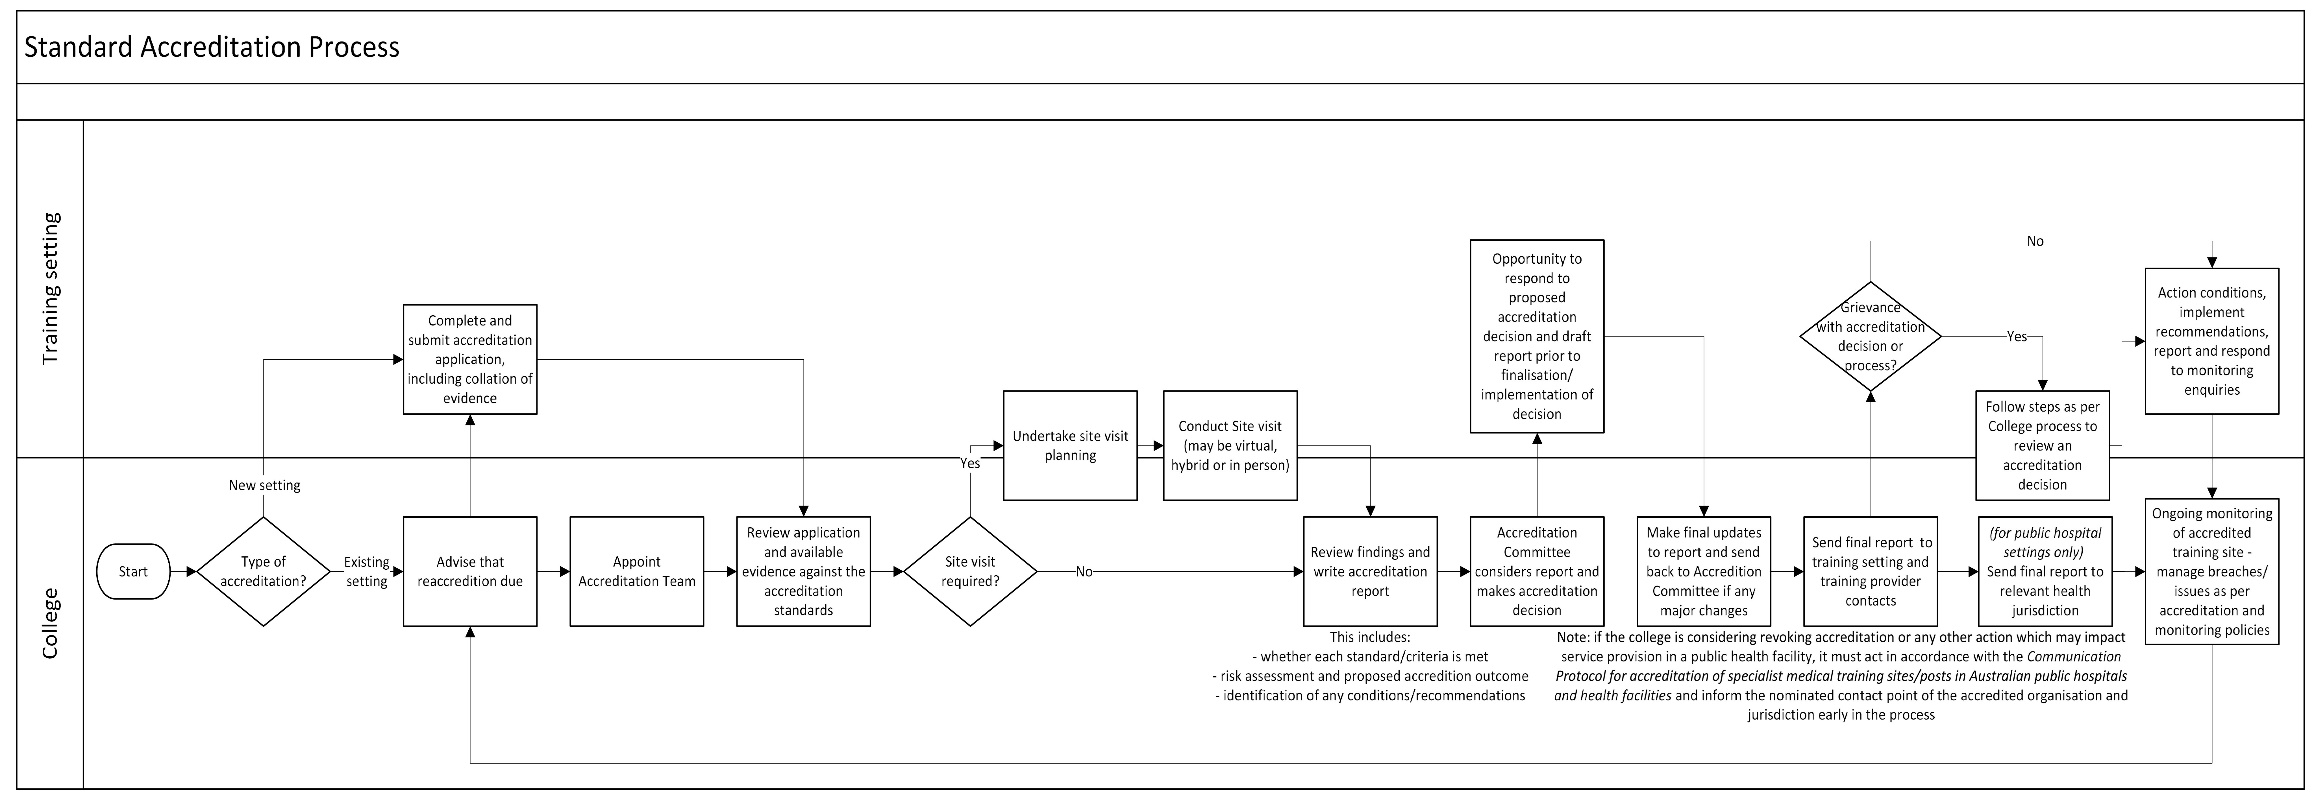 Standard Accreditation Process
Training setting
College
Start
Type of
accreditation?
New setting
Existing
setting
Complete and
submit accreditation
application,
including collation of
evidence
Advise that
reaccredition due
Appoint
Accreditation Team
Review application
and available
evidence against the
accreditation
standards
Site visit
required?
Yes
No
Undertake site visit
planning
Conduct Site visit
(may be virtual,
hybrid or in person)
Review findings and
write accreditation
report
This includes:
- whether each standard/criteria is met
- risk assessment and proposed accredition outcome
- identification of any conditions/recommendations
Accreditation
Committee
considers report and
makes accreditation
decision
Opportunity to
respond to
proposed
accreditation
decision and draft
report prior to
finalisation/
implementation of
decision
Make final updates
to report and send
back to Accredition
Committee if any
major changes
Send final report to
training setting and
training provider
contacts
Grievance
with accreditation
decision or
process?
Yes
No
Follow steps as per
College process to
review an
accreditation
decision
(for public hospital
settings only)
Send final report to
relevant health
jurisdiction
Action conditions,
implement
recommendations,
report and respond
to monitoring
enquiries
Ongoing monitoring
of accredited
training site -
manage breaches/
issues as per
accreditation and
monitoring policies
Note: if the college is considering revoking accreditation or any other action which may impact
service provision in a public health facility, it must act in accordance with the Communication
Protocol for accreditation of specialist medical training sites/posts in Australian public hospitals
and health facilities and inform the nominated contact point of the accredited organisation and
jurisdiction early in the process